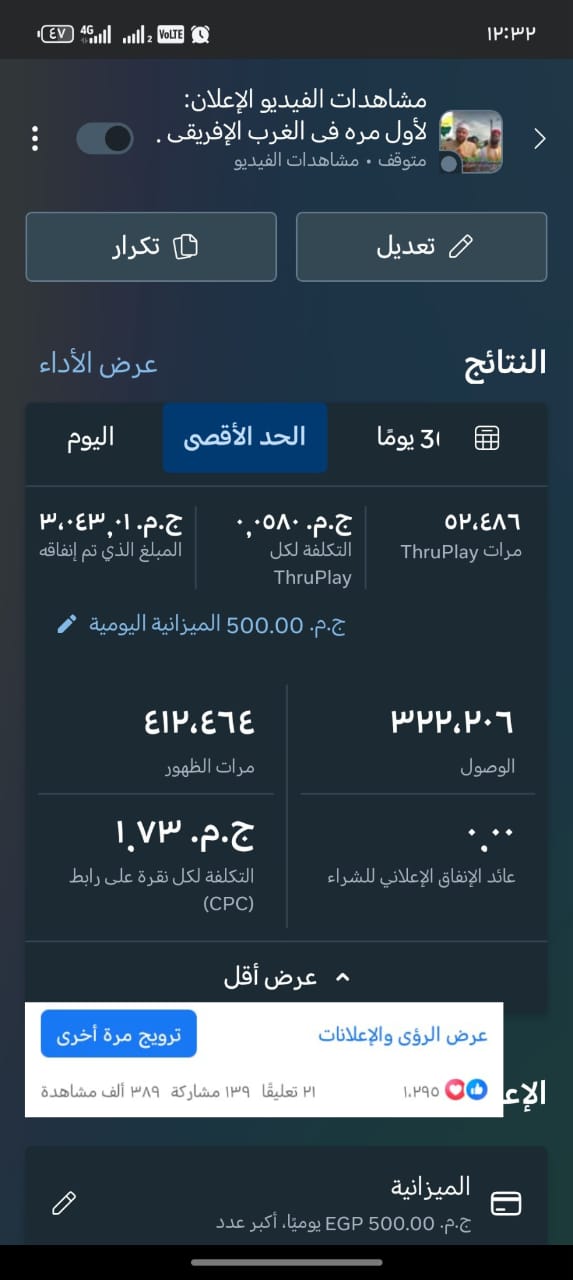 ١٢:٣٢
٤٧ 4G 2 VoLTE
مشاهدات الفيديو الإعلان:
لأول مره فى الغرب الإفريقى .
متوقف • مشاهدات الفيديو
تعديل
تكرار
النتائج
عرض الأداء
30 يومًا
الحد الأقصى
اليوم
٥٢،٤٨٦
مرات ThruPlay
ج.م. ٠,٠٥٨٠
التكلفة لكل
ThruPlay
ج.م. ٣،٠٤٣,٠١
المبلغ الذي تم إنفاقه
ج.م. 500.00 الميزانية اليومية
٣٢٢،٢٠٦
الوصول
٤١٢،٤٦٤
مرات الظهور
٠,٠٠
عائد الإنفاق الإعلاني للشراء
ج.م. ١,٧٣
التكلفة لكل نقرة على رابط
(CPC)
عرض أقل
عرض الرؤى والإعلانات
ترويج مرة أخرى
١.٢٩٥
٢١ تعليقًا ١٣٩ مشاركة ٣٨٩ ألف مشاهدة
الإع
الميزانية
ج.م. 500.00 EGP يوميًا، أكبر عدد